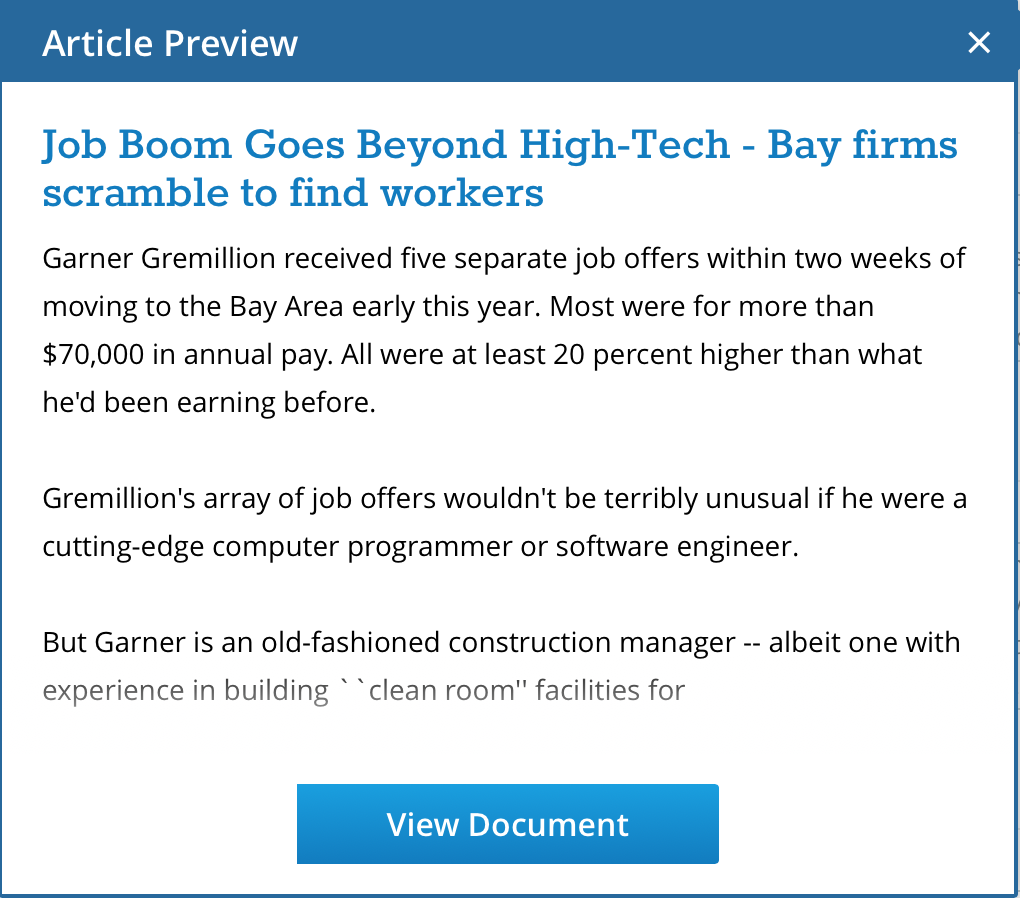 Article Preview ×
Job Boom Goes Beyond High-Tech - Bay firms
scramble to find workers
Garner Gremillion received five separate job offers within two weeks of
moving to the Bay Area early this year. Most were for more than
$70,000 in annual pay. All were at least 20 percent higher than what
he'd been earning before.
Gremillion's array of job offers wouldn't be terribly unusual if he were a
cutting-edge computer programmer or software engineer.
But Garner is an old-fashioned construction manager -- albeit one with
experience in building ``clean room'' facilities for
View Document